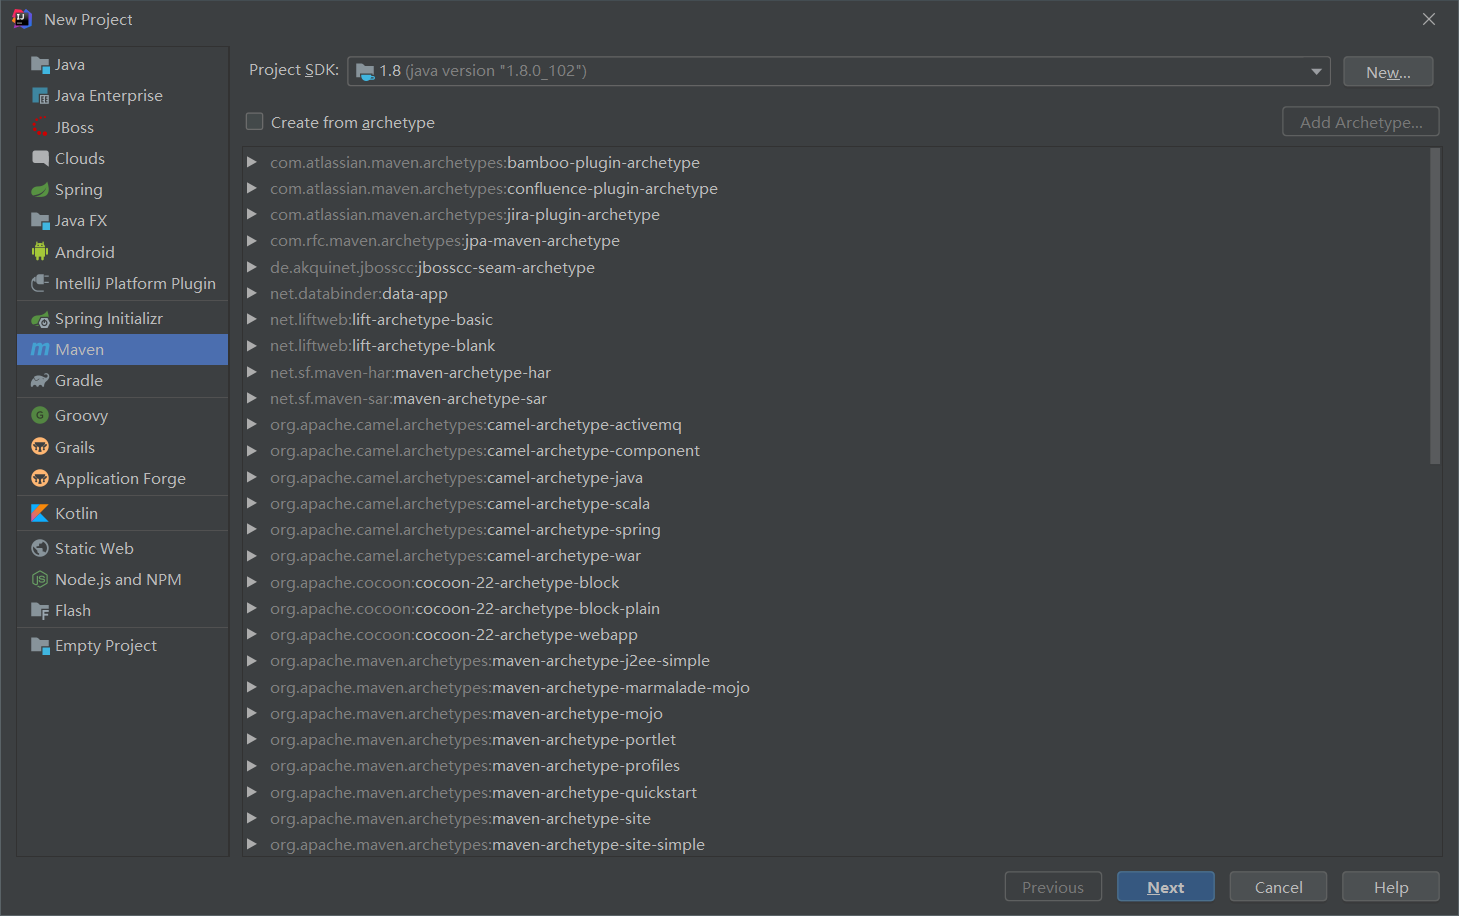 New Project
Java
Java Enterprise
JBoss
Clouds
Spring
Java FX
Android
IntelliJ Platform Plugin
Spring Initializr
Maven
Gradle
Groovy
Grails
Application Forge
Kotlin
Static Web
Node.js and NPM
Flash
Empty Project
Project SDK: 1.8 (java version "1.8.0_102") New...
Create from archetype Add Archetype...
com.atlassian.maven.archetypes:bamboo-plugin-archetype
com.atlassian.maven.archetypes:confluence-plugin-archetype
com.atlassian.maven.archetypes:jira-plugin-archetype
com.rfc.maven.archetypes:jpa-maven-archetype
de.akquinet.jbosscc:jbosscc-seam-archetype
net.databinder:data-app
net.liftweb:lift-archetype-basic
net.liftweb:lift-archetype-blank
net.sf.maven-har:maven-archetype-har
net.sf.maven-sar:maven-archetype-sar
org.apache.camel.archetypes:camel-archetype-activemq
org.apache.camel.archetypes:camel-archetype-component
org.apache.camel.archetypes:camel-archetype-java
org.apache.camel.archetypes:camel-archetype-scala
org.apache.camel.archetypes:camel-archetype-spring
org.apache.camel.archetypes:camel-archetype-war
org.apache.cocoon:cocoon-22-archetype-block
org.apache.cocoon:cocoon-22-archetype-block-plain
org.apache.cocoon:cocoon-22-archetype-webapp
org.apache.maven.archetypes:maven-archetype-j2ee-simple
org.apache.maven.archetypes:maven-archetype-marmalade-mojo
org.apache.maven.archetypes:maven-archetype-mojo
org.apache.maven.archetypes:maven-archetype-portlet
org.apache.maven.archetypes:maven-archetype-profiles
org.apache.maven.archetypes:maven-archetype-quickstart
org.apache.maven.archetypes:maven-archetype-site
org.apache.maven.archetypes:maven-archetype-site-simple
Previous Next Cancel Help